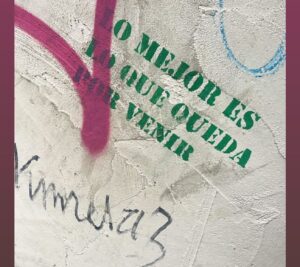 LO MEJOR ES
LO QUE QUEDA
POR VENIR